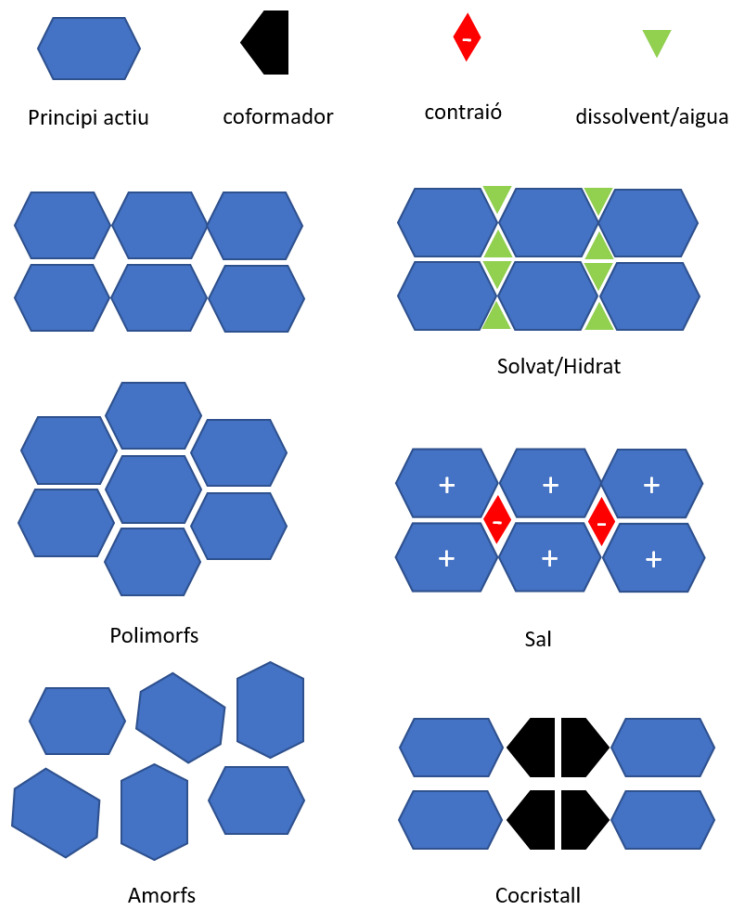 -
Principi actiu
coformador
contraió
dissolvent/aigua
Solvat/Hidrat
+ + +
- -
+ + +
Polimorfs
Sal
Amorfs
Cocristall